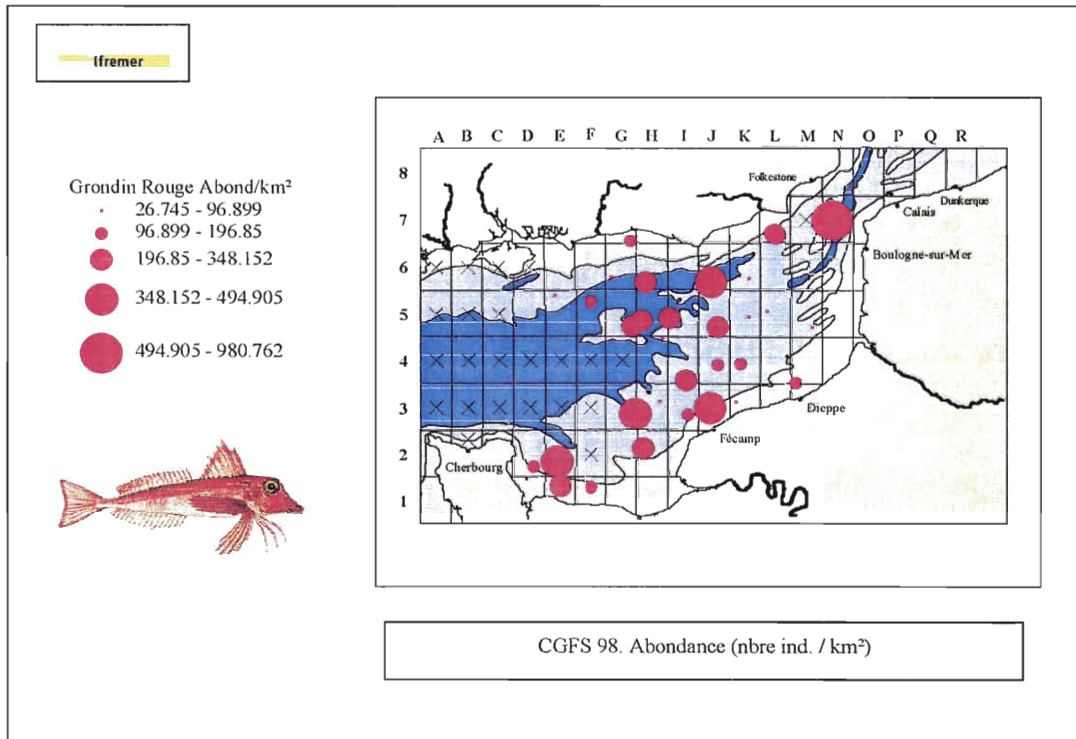 Ifremer
Grondin Rouge Abond/km²
26.745 - 96.899
96.899 - 196.85
196.85 - 348.152
348.152 - 494.905
494.905 - 980.762
A B C D E F G H I J K L M N O P Q R
8
7
6
5
4
3
2
1
Folkestone
Dunkerque
Calais
Boulogne-sur-Mer
Dieppe
Fécamp
Cherbourg
CGFS 98. Abondance (nbre ind. / km²)